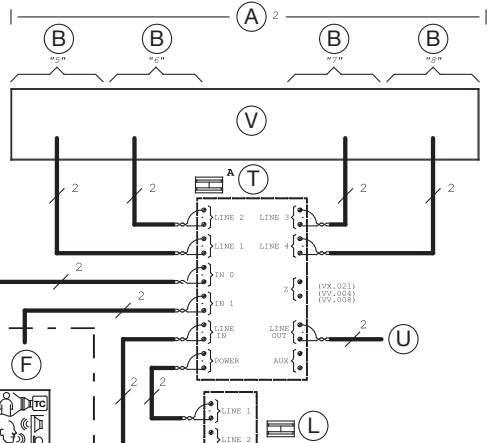 A 2
B B B B
"5" "6" "7" "8"
V
2 2 2 2
A T
LINE 2 LINE 3
LINE 1 LINE 4
2 IN 0
Z (VX.021)
(VV.004)
(VV.008)
2 IN 1
LINE IN LINE OUT 2 U
F
2 2 POWER AUX
TC
LINE 1
L
LINE 2